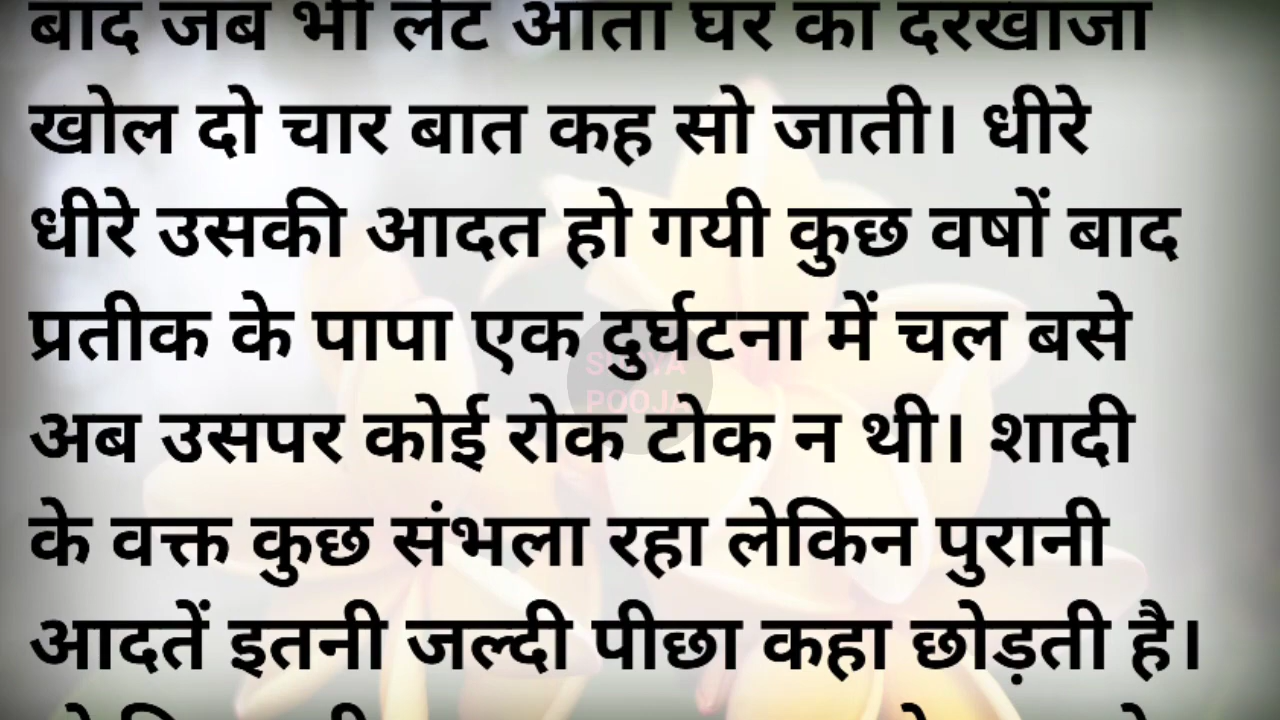 बाद जब भी लेट आता घर का दरखाजा
खोल दो चार बात कह सो जाती। धीरे
धीरे उसकी आदत हो गयी कुछ वर्षों बाद
प्रतीक के पापा एक दुर्घटना में चल बसे
अब उसपर कोई रोक टोक न थी। शादी
के वक्त कुछ संभला रहा लेकिन पुरानी
आदतें इतनी जल्दी पीछा कहा छोड़ती है।
POOJA